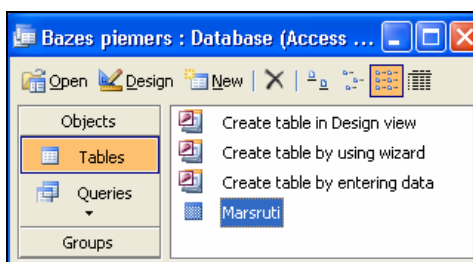 Bazes piemers : Database (Access ...
Open Design New
Objects
Tables
Queries
Groups
Create table in Design view
Create table by using wizard
Create table by entering data
Marsruti